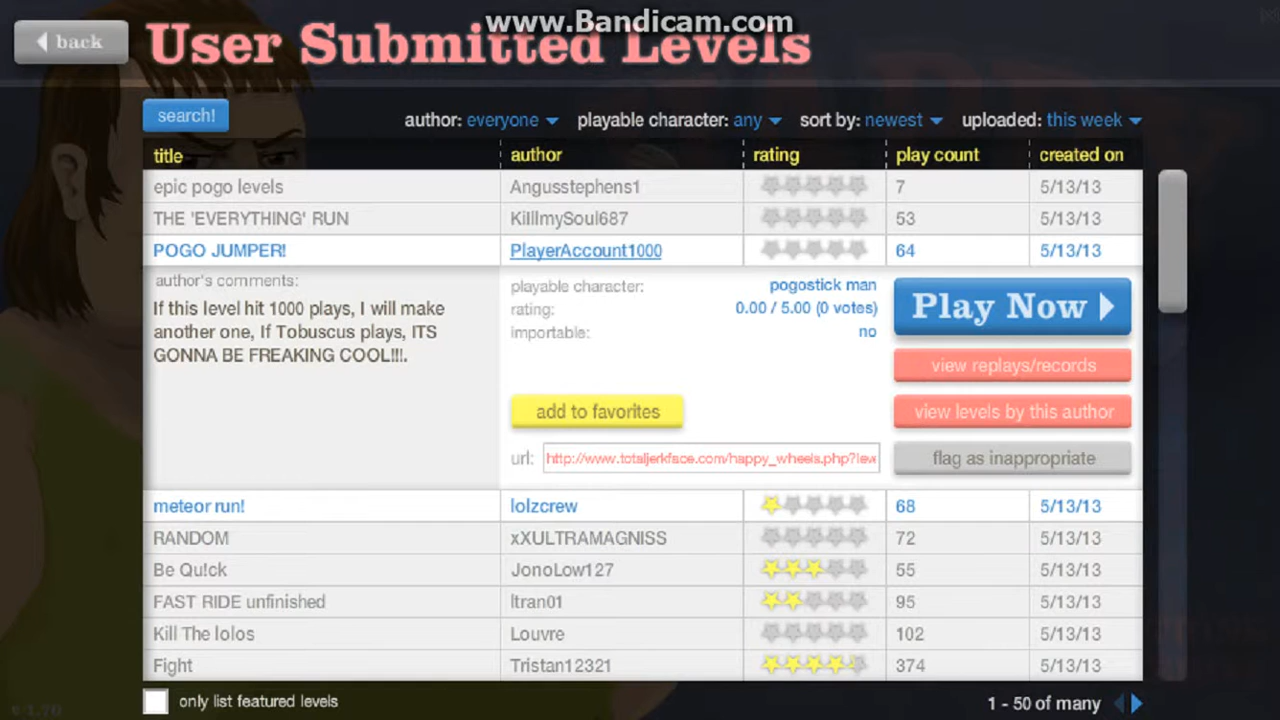 www.Bandicam.com
back
User Submitted Levels
search!
author: everyone playable character: any sort by: newest uploaded: this week
title author rating play count created on
epic pogo levels Angusstephens1 7 5/13/13
THE 'EVERYTHING' RUN KilllmySoul687 53 5/13/13
POGO JUMPER! PlayerAccount1000 64 5/13/13
author's comments:
If this level hit 1000 plays, I will make
another one, If Tobuscus plays, ITS
GONNA BE FREAKING COOL!!!.
playable character: pogostick man
rating: 0.00 / 5.00 (0 votes)
importable: no
add to favorites
url: http://www.totaljerkface.com/happy_wheels.php?leve
Play Now
view replays/records
view levels by this author
flag as inappropriate
meteor run! lolzcrew 68 5/13/13
RANDOM xXULTRAMAGNISS 72 5/13/13
Be Qu!ck JonoLow127 55 5/13/13
FAST RIDE unfinished ltran01 95 5/13/13
Kill The lolos Louvre 102 5/13/13
Fight Tristan12321 374 5/13/13
only list featured levels
1 - 50 of many